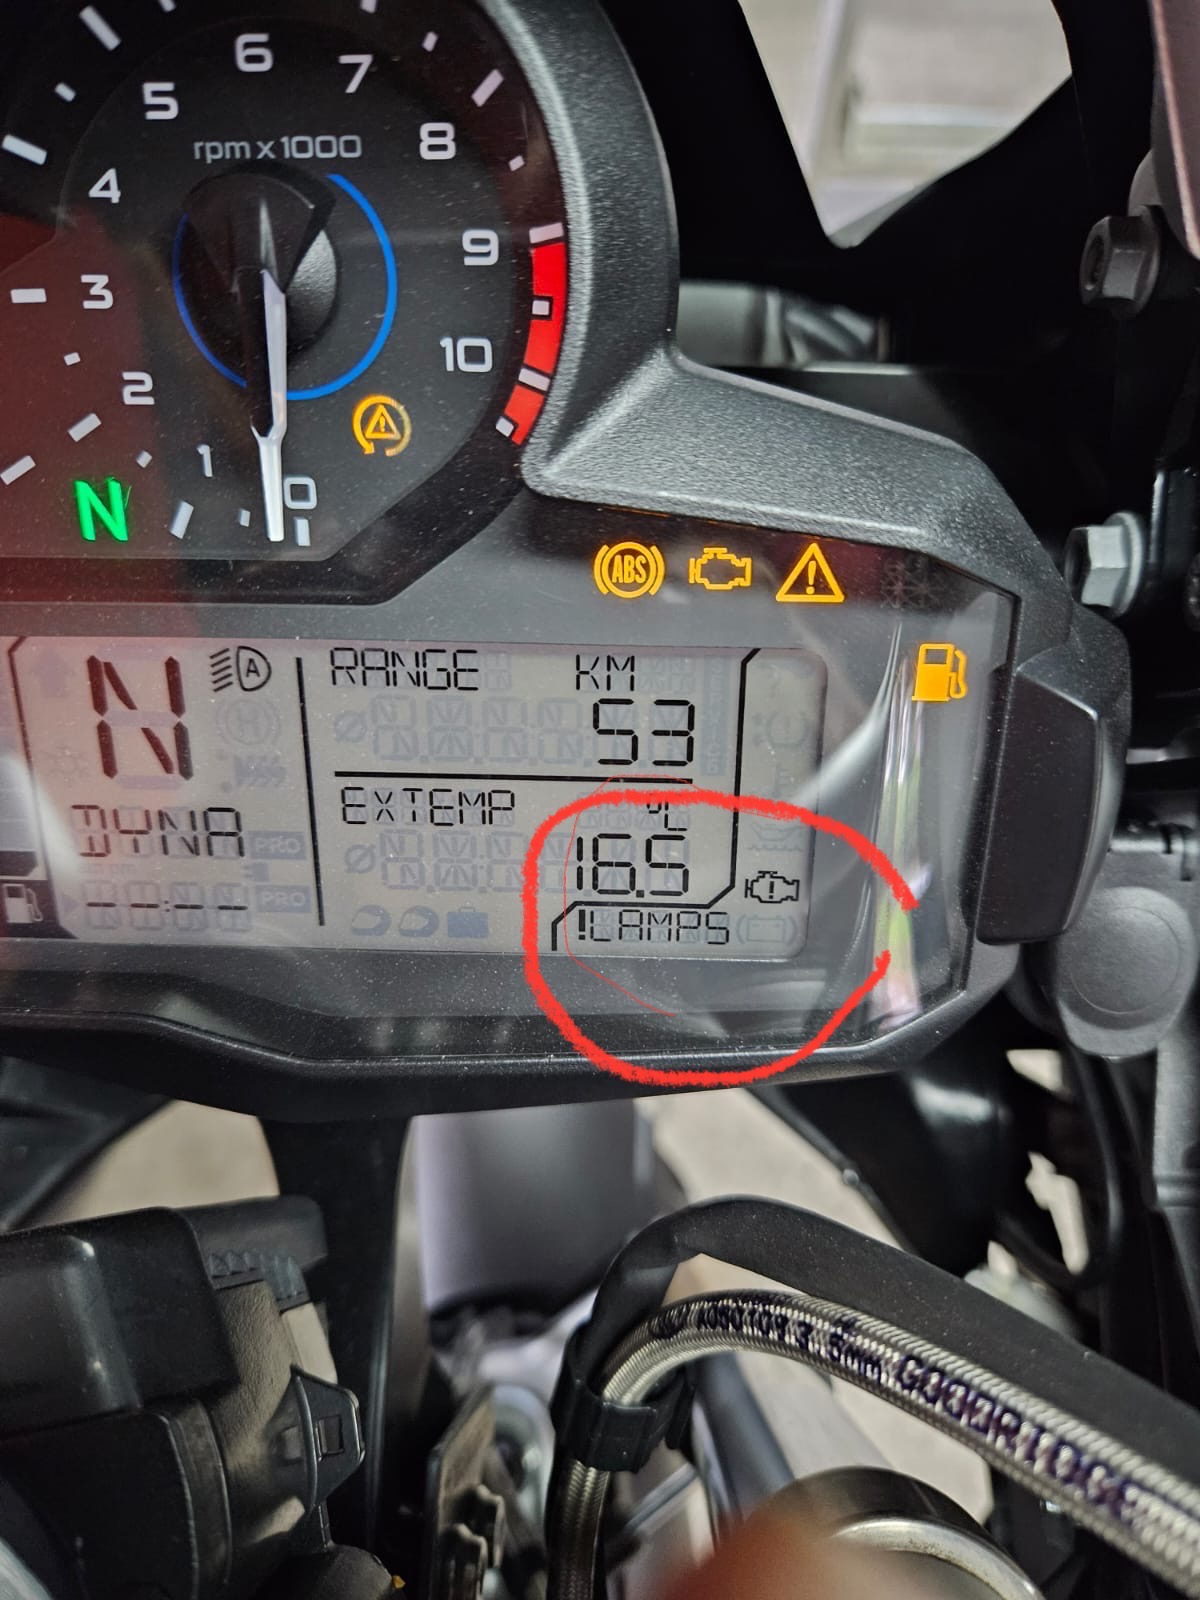 6
5
7
rpm x 1000
8
4
9
3
10
2
1
0
N
ABS
A
N
RANGE KM
53
EXTEMP °C
16.5
DYNA
PRO
--:--
PRO
!LAMPS
GOODRIDGE